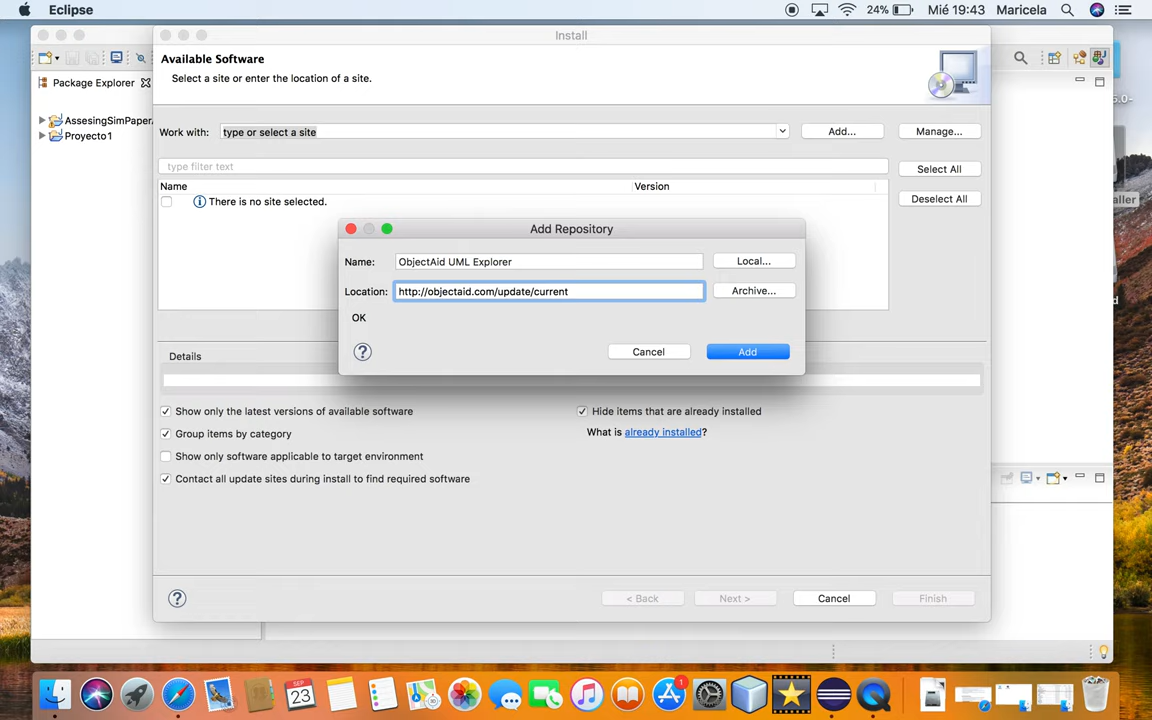 Eclipse
24%
Mié 19:43
Maricela
Install
Available Software
Select a site or enter the location of a site.
Package Explorer
AssesingSimPaper
Proyecto1
Work with:
type or select a site
Add...
Manage...
type filter text
Select All
Name
Version
There is no site selected.
Deselect All
aller
Add Repository
Name:
ObjectAid UML Explorer
Local...
Location:
http://objectaid.com/update/current
Archive...
OK
?
Cancel
Add
Details
Show only the latest versions of available software
Hide items that are already installed
Group items by category
What is already installed?
Show only software applicable to target environment
Contact all update sites during install to find required software
?
< Back
Next >
Cancel
Finish
SEP
23
1